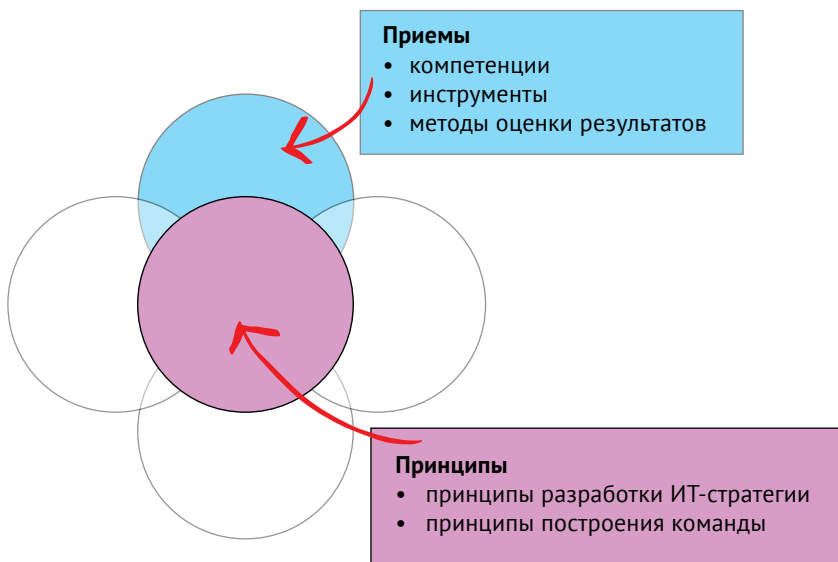 Приемы
• компетенции
• инструменты
• методы оценки результатов
Принципы
• принципы разработки ИТ-стратегии
• принципы построения команды